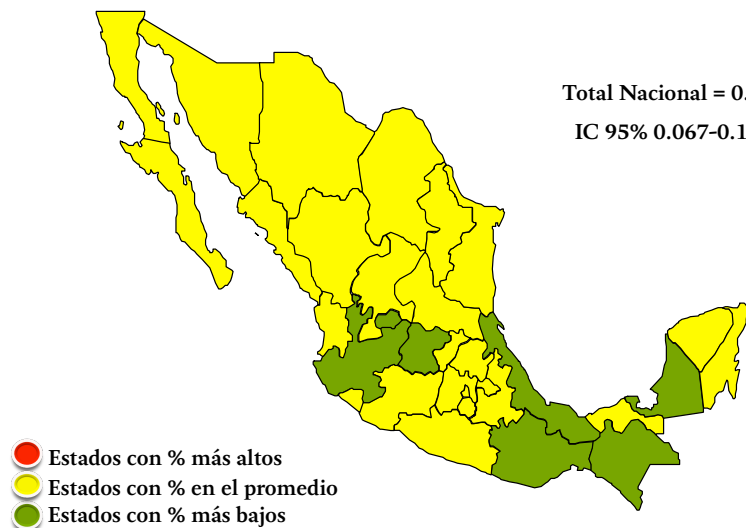 Total Nacional = 0.
IC 95% 0.067-0.1
Estados con % más altos
Estados con % en el promedio
Estados con % más bajos